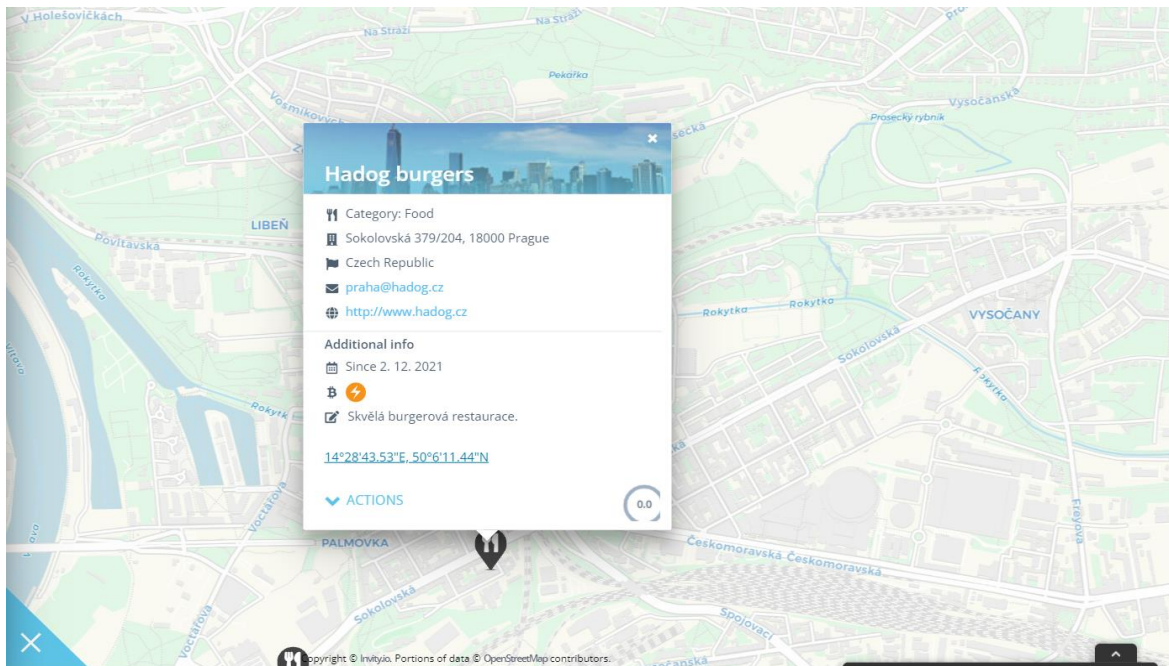 V Holešovičkách
Na Stráži
Na Stráži
Pekařka
Vysočanská
Prosecký rybník
Hadog burgers
Category: Food
Sokolovská 379/204, 18000 Prague
Czech Republic
praha@hadog.cz
http://www.hadog.cz
Additional info
Since 2. 12. 2021
Skvělá burgerová restaurace.
14°28'43.53"E, 50°6'11.44"N
ACTIONS
0.0
LIBEŇ
Povltavská
Rokytka
Rokytka
Rokytka
VYSOČANY
Sokolovská
Rokytka
Voctářova
PALMOVKA
Českomoravská
Českomoravská
Freyova
Sokolovská
Spojovací
Voctářova
Copyright © Invity.io. Portions of data © OpenStreetMap contributors.